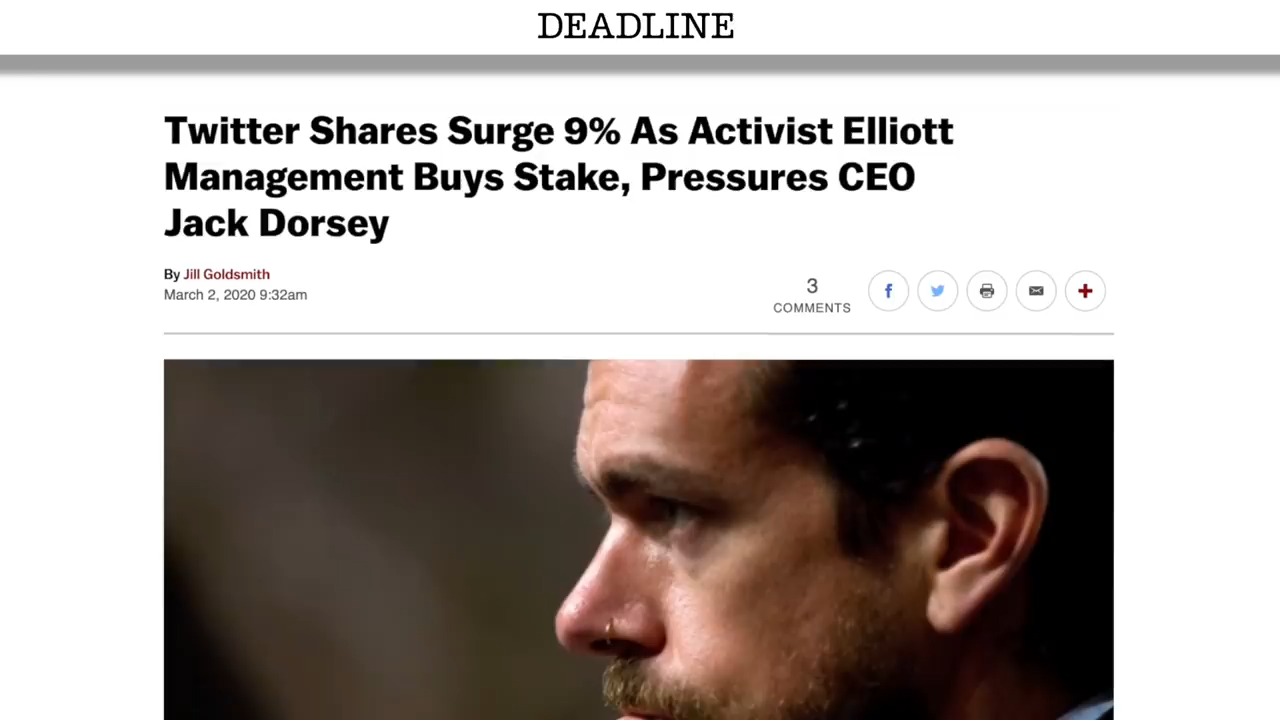 DEADLINE
Twitter Shares Surge 9% As Activist Elliott
Management Buys Stake, Pressures CEO
Jack Dorsey
By Jill Goldsmith
March 2, 2020 9:32am
3
COMMENTS